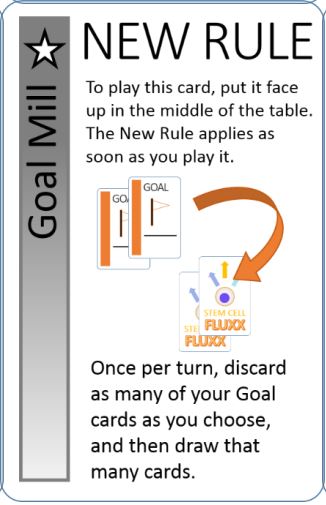 Goal Mill
NEW RULE
To play this card, put it face
up in the middle of the table.
The New Rule applies as
soon as you play it.
GOAL
GOAL
STEM CELL
FLUXX
STE
FLUXX
Once per turn, discard
as many of your Goal
cards as you choose,
and then draw that
many cards.